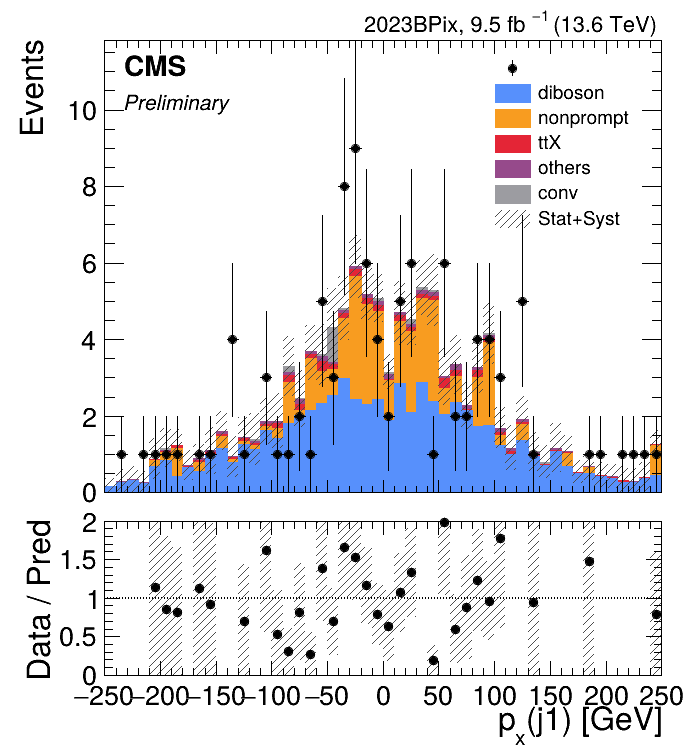 2023BPix, 9.5 fb⁻¹ (13.6 TeV)
Events
CMS
Preliminary
diboson
nonprompt
ttX
others
conv
Stat+Syst
10
8
6
4
2
0
Data / Pred
2
1.5
1
0.5
0
−250 −200 −150 −100 −50 0 50 100 150 200 250
pₓ(j1) [GeV]